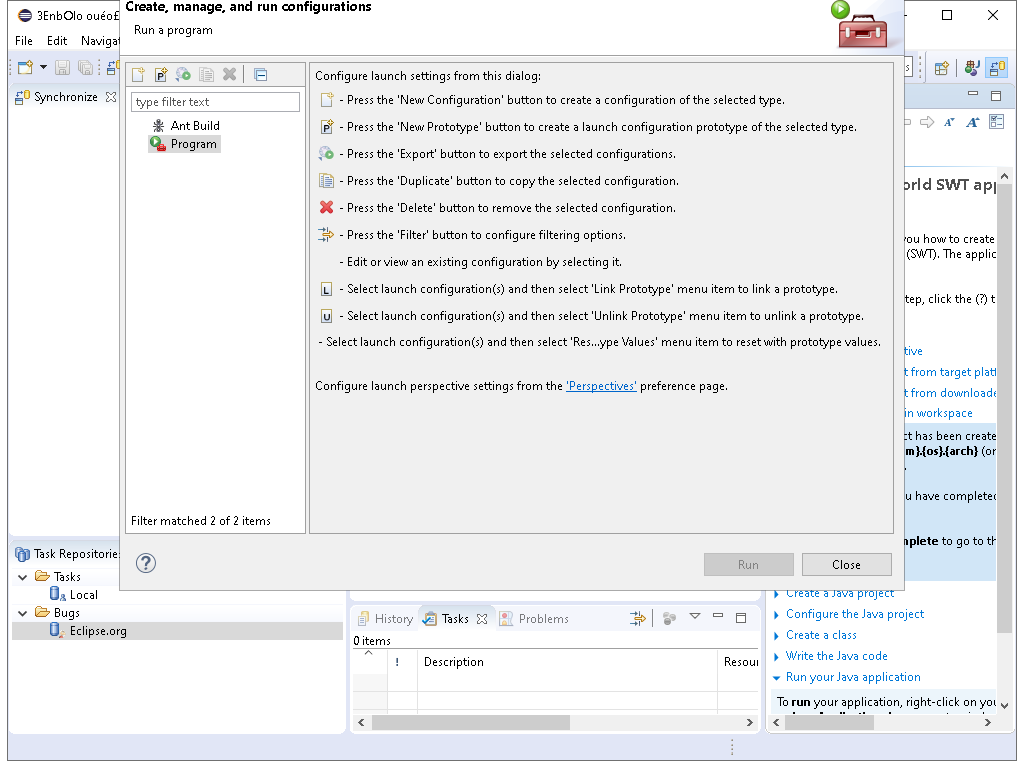 3EnbOlo
File Edit Navigat
Synchronize
Create, manage, and run configurations
Run a program
type filter text
Ant Build
Program
Filter matched 2 of 2 items
Configure launch settings from this dialog:
- Press the 'New Configuration' button to create a configuration of the selected type.
P - Press the 'New Prototype' button to create a launch configuration prototype of the selected type.
- Press the 'Export' button to export the selected configurations.
- Press the 'Duplicate' button to copy the selected configuration.
- Press the 'Delete' button to remove the selected configuration.
- Press the 'Filter' button to configure filtering options.
- Edit or view an existing configuration by selecting it.
L - Select launch configuration(s) and then select 'Link Prototype' menu item to link a prototype.
U - Select launch configuration(s) and then select 'Unlink Prototype' menu item to unlink a prototype.
- Select launch configuration(s) and then select 'Res...ype Values' menu item to reset with prototype values.
Configure launch perspective settings from the 'Perspectives' preference page.
? Run Close
Task Repositorie
Tasks
Local
Bugs
Eclipse.org
History Tasks Problems
0 items
! Description Resour
orld SWT app
you how to create
(SWT). The applic
tep, click the (?) t
tive
t from target platf
t from downloade
in workspace
ct has been create
m}.{os}.{arch} (or
u have completed
mplete to go to th
Create a Java project
Configure the Java project
Create a class
Write the Java code
Run your Java application
To run your application, right-click on you